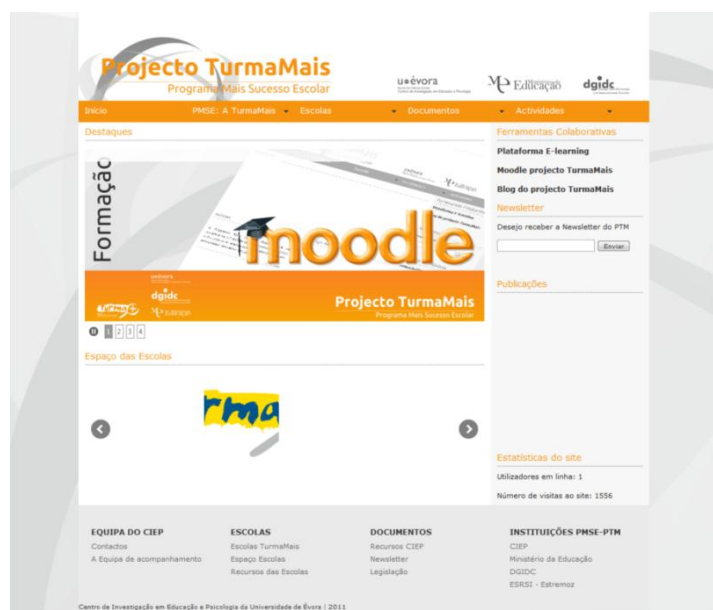 Projecto TurmaMais
Programa Mais Sucesso Escolar
u●évora
Ministério da Educação
dgidc
Início PMSE: A TurmaMais Escolas Documentos Actividades
Destaques
Formação
moodle
unévora
dgidc
Educação
Projecto TurmaMais
Programa Mais Sucesso Escolar
1 2 3 4
Espaço das Escolas
rma
Ferramentas Colaborativas
Plataforma E-learning
Moodle projecto TurmaMais
Blog do projecto TurmaMais
Newsletter
Desejo receber a Newsletter do PTM
Enviar
Publicações
Estatísticas do site
Utilizadores em linha: 1
Número de visitas ao site: 1556
EQUIPA DO CIEP
Contactos
A Equipa de acompanhamento
ESCOLAS
Escolas TurmaMais
Espaço Escolas
Recursos das Escolas
DOCUMENTOS
Recursos CIEP
Newsletter
Legislação
INSTITUIÇÕES PMSE-PTM
CIEP
Ministério da Educação
DGIDC
ESRSI - Estremoz
Centro de Investigação em Educação e Psicologia da Universidade de Évora | 2011